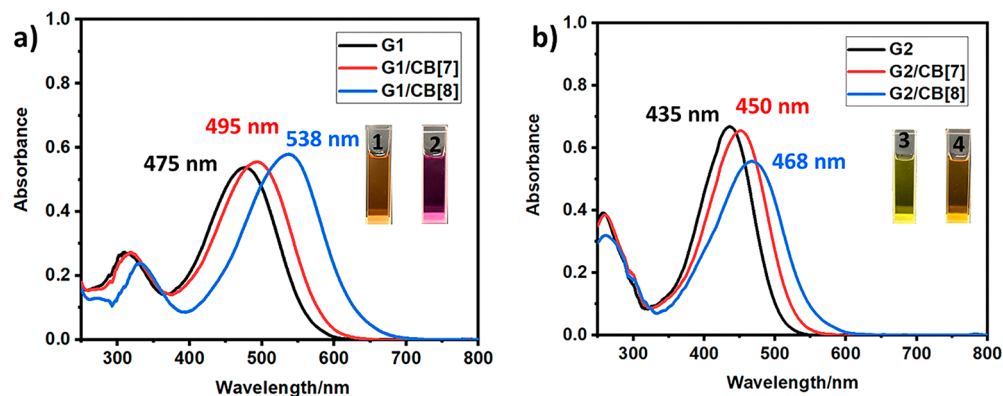 a)
G1
G1/CB[7]
G1/CB[8]
495 nm
538 nm
475 nm
1
2
Absorbance
1.0
0.8
0.6
0.4
0.2
0.0
300 400 500 600 700 800
Wavelength/nm
b)
G2
G2/CB[7]
G2/CB[8]
435 nm
450 nm
468 nm
3
4
Absorbance
1.0
0.8
0.6
0.4
0.2
0.0
300 400 500 600 700 800
Wavelength/nm